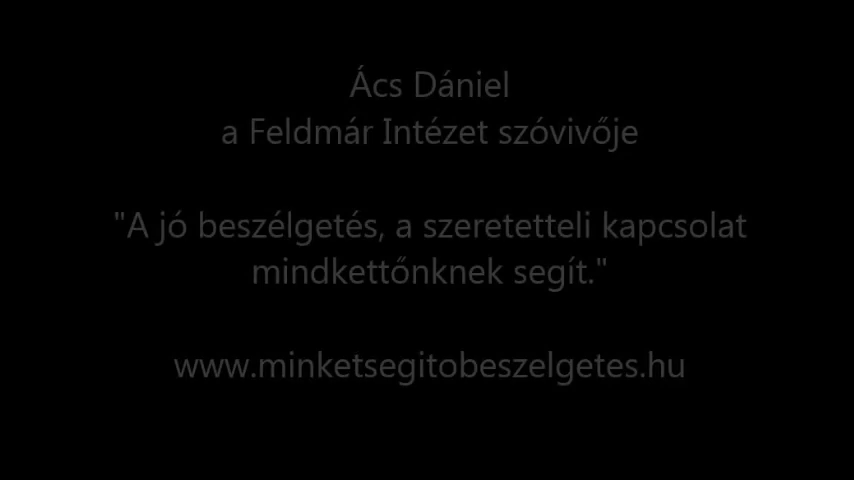 Ács Dániel
a Feldmár Intézet szóvivője
"A jó beszélgetés, a szeretetteli kapcsolat
mindkettőnknek segít."
www.minketsegitobeszelgetes.hu